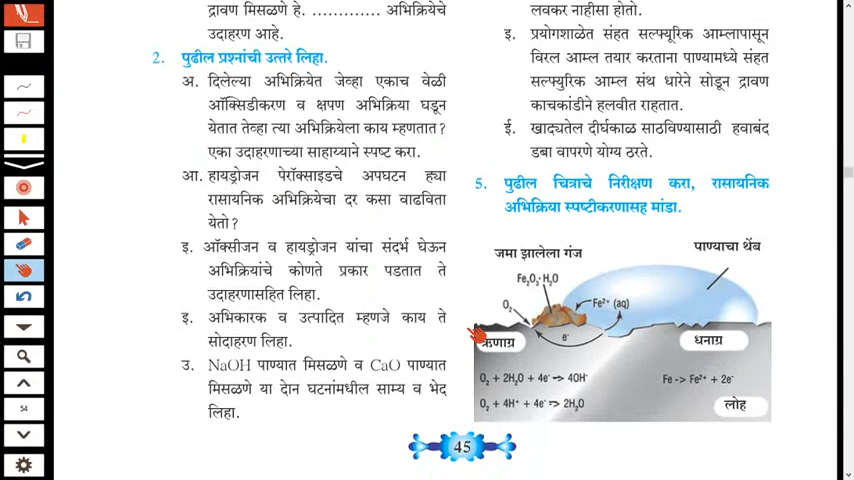 द्रावण मिसळणे हे. ............. अभिक्रियेचे
उदाहरण आहे.
2. पुढील प्रश्नांची उत्तरे लिहा.
अ. दिलेल्या अभिक्रियेत जेव्हा एकाच वेळी
ऑक्सिडीकरण व क्षपण अभिक्रिया घडून
येतात तेव्हा त्या अभिक्रियेला काय म्हणतात?
एका उदाहरणाच्या साहाय्याने स्पष्ट करा.
आ. हायड्रोजन पेरॉक्साइडचे अपघटन ह्या
रासायनिक अभिक्रियेचा दर कसा वाढविता
येतो?
इ. ऑक्सीजन व हायड्रोजन यांचा संदर्भ घेऊन
अभिक्रियांचे कोणते प्रकार पडतात ते
उदाहरणासहित लिहा.
इ. अभिकारक व उत्पादित म्हणजे काय ते
सोदाहरण लिहा.
उ. NaOH पाण्यात मिसळणे व CaO पाण्यात
मिसळणे या दोन घटनांमधील साम्य व भेद
लिहा.
लवकर नाहीसा होतो.
इ. प्रयोगशाळेत संहत सल्फ्यूरिक आम्लापासून
विरल आम्ल तयार करताना पाण्यामध्ये संहत
सल्फ्युरिक आम्ल संथ धारेने सोडून द्रावण
काचकांडीने हलवीत राहतात.
ई. खाद्यतेल दीर्घकाळ साठविण्यासाठी हवाबंद
डबा वापरणे योग्य ठरते.
5. पुढील चित्राचे निरीक्षण करा, रासायनिक
अभिक्रिया स्पष्टीकरणासह मांडा.
जमा झालेला गंज
पाण्याचा थेंब
Fe₂O₃·H₂O
O₂
Fe²⁺ (aq)
e⁻
ऋणाग्र
धनाग्र
O₂ + 2H₂O + 4e⁻ => 4OH⁻
Fe -> Fe²⁺ + 2e⁻
O₂ + 4H⁺ + 4e⁻ => 2H₂O
लोह
45
54